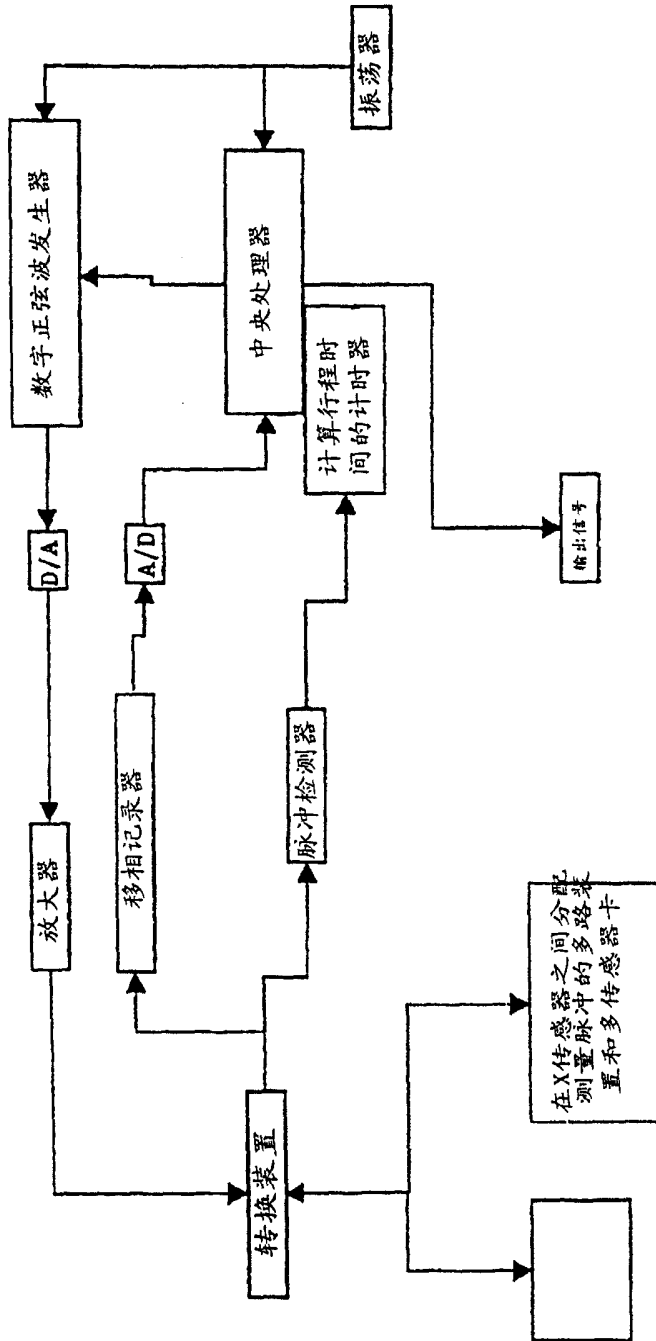 振荡器
数字正弦波发生器
中央处理器
计算行程时
间的计时器
D/A
A/D
输出信号
放大器
移相记录器
脉冲检测器
转换装置
在X传感器之间分配
测量脉冲的多路装
置和多传感器卡